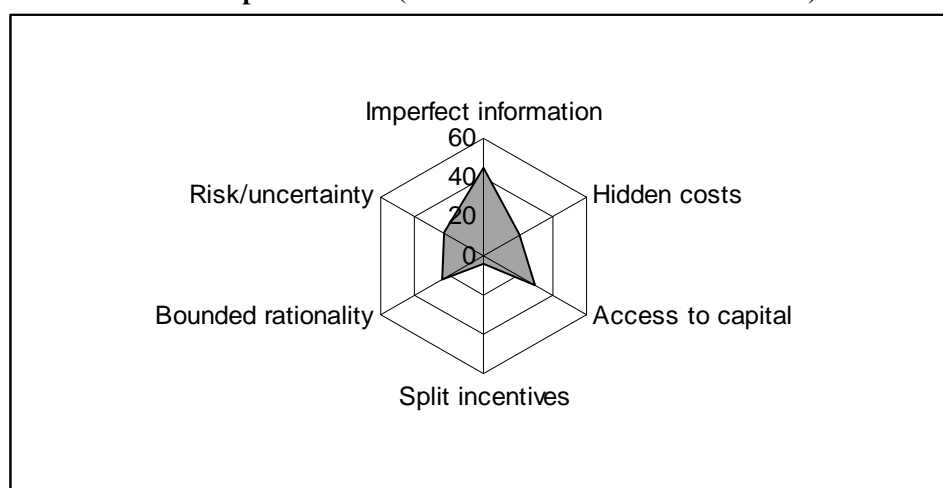 Imperfect information
60
40
Risk/uncertainty
Hidden costs
20
0
Bounded rationality
Access to capital
Split incentives